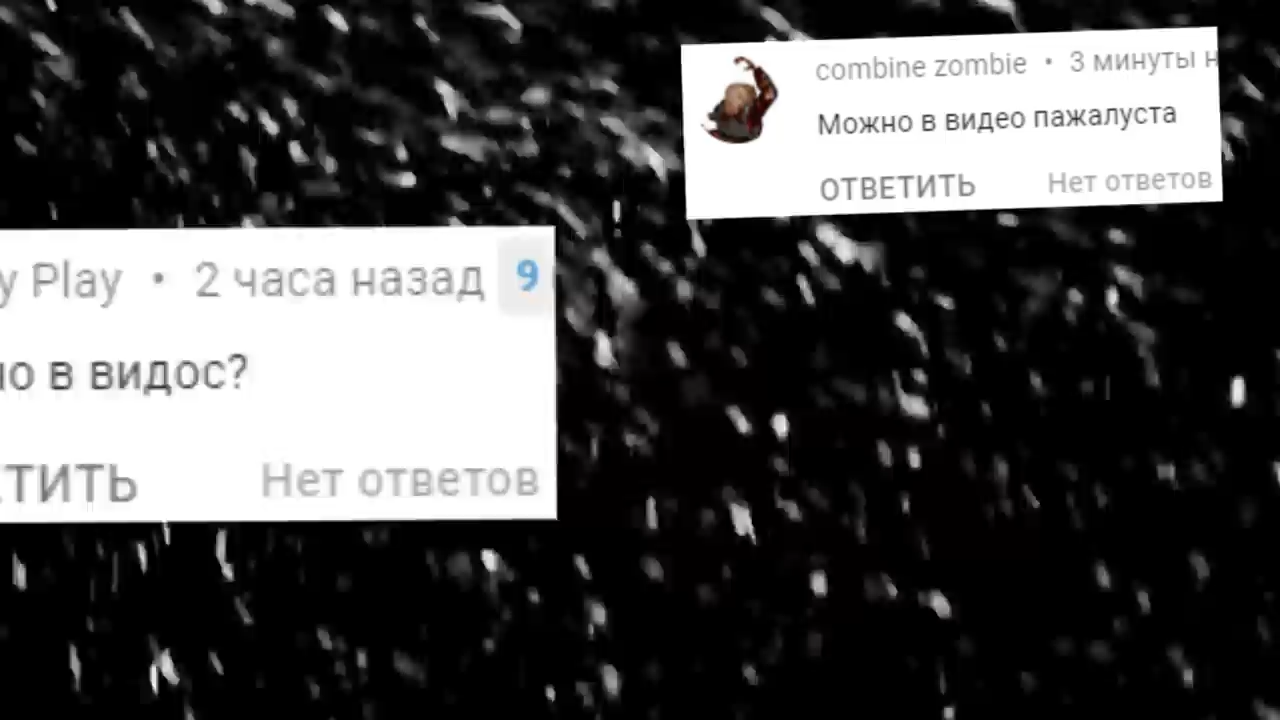 combine zombie • 3 минуты
Можно в видео пажалуста
ОТВЕТИТЬ Нет ответов
Play • 2 часа назад 9
в видос?
Нет ответов